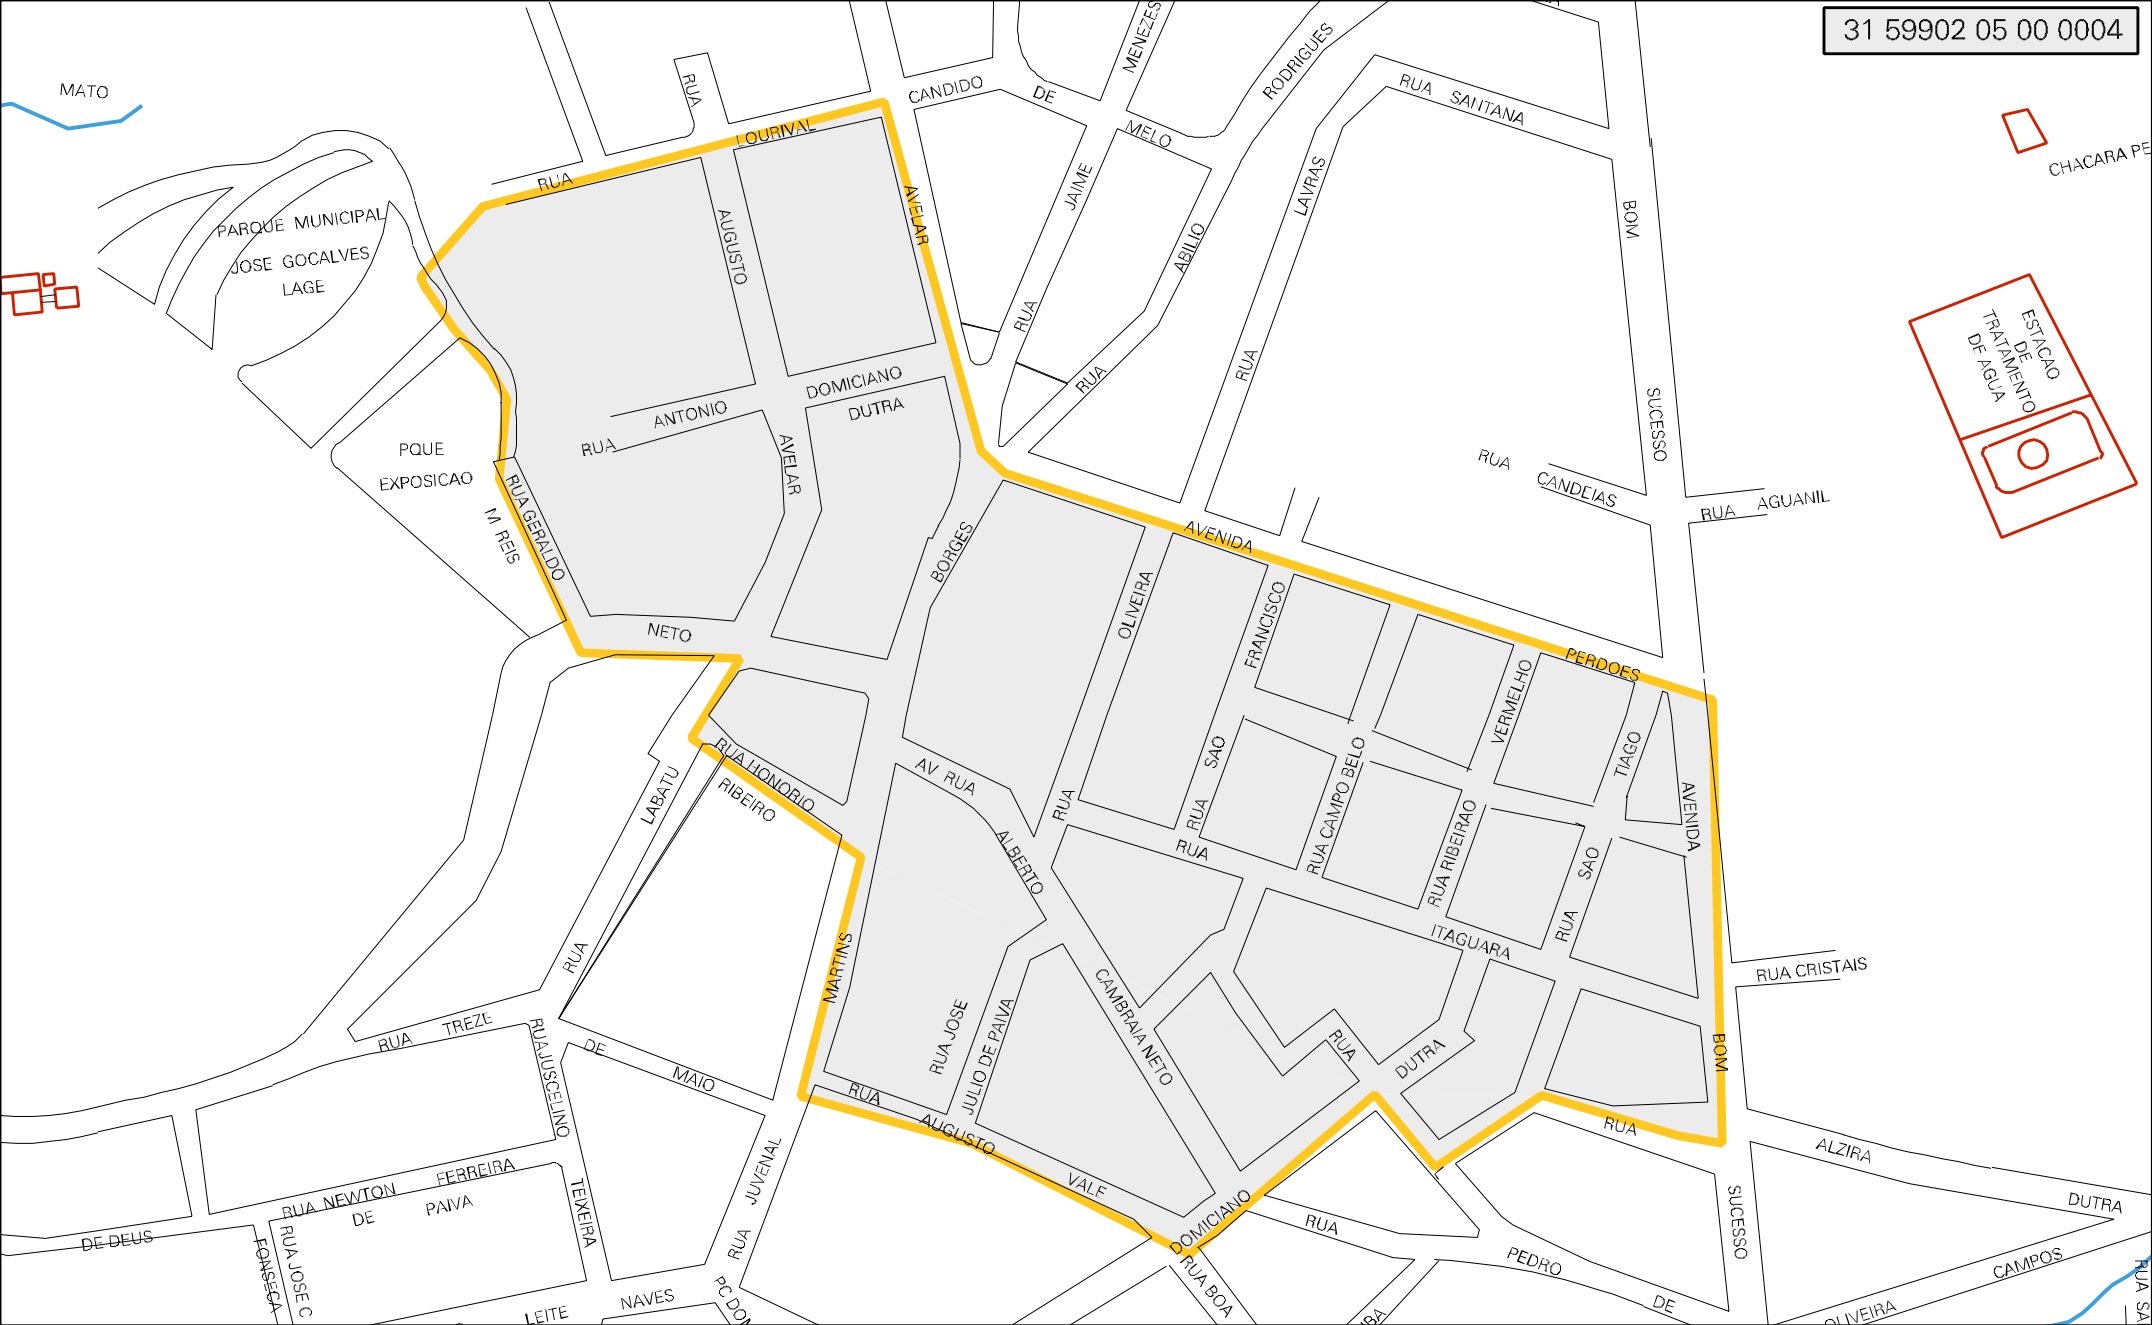 31 59902 05 00 0004
MATO
RUA
CANDIDO
DE
MELO
MENEZES
RODRIGUES
RUA SANTANA
LOURIVAL
RUA
CHACARA PE
PARQUE MUNICIPAL
JOSE GOCALVES
LAGE
AUGUSTO
AVELAR
JAIME
RUA
ABILIO
RUA
LAVRAS
RUA
BOM
SUCESSO
ESTACAO
DE
TRATAMENTO
DE AGUA
DOMICIANO
DUTRA
ANTONIO
RUA
AVELAR
PQUE
EXPOSICAO
RUA GERALDO
M REIS
NETO
BORGES
RUA
CANDEIAS
RUA AGUANIL
AVENIDA
PERDOES
OLIVEIRA
RUA
FRANCISCO
SAO
RUA
RUA CAMPO BELO
VERMELHO
RUA RIBEIRAO
TIAGO
SAO
RUA
AVENIDA
BOM
RUA HONORIO
RIBEIRO
LABATU
RUA
AV RUA
ALBERTO
CAMBRAIA NETO
RUA
ITAGUARA
RUA CRISTAIS
MARTINS
RUA JOSE
JULIO DE PAIVA
RUA
DUTRA
RUA TREZE
DE
MAIO
RUA JUSCELINO
TEIXEIRA
RUA
AUGUSTO
VALE
DOMICIANO
RUA
ALZIRA
DUTRA
RUA NEWTON FERREIRA
DE PAIVA
DE DEUS
FONSECA
RUA JOSE C
JUVENAL
RUA
SUCESSO
RUA
PEDRO
DE
RUA BOA
PC DOM
LEITE NAVES
CAMPOS
OLIVEIRA
RUA SA